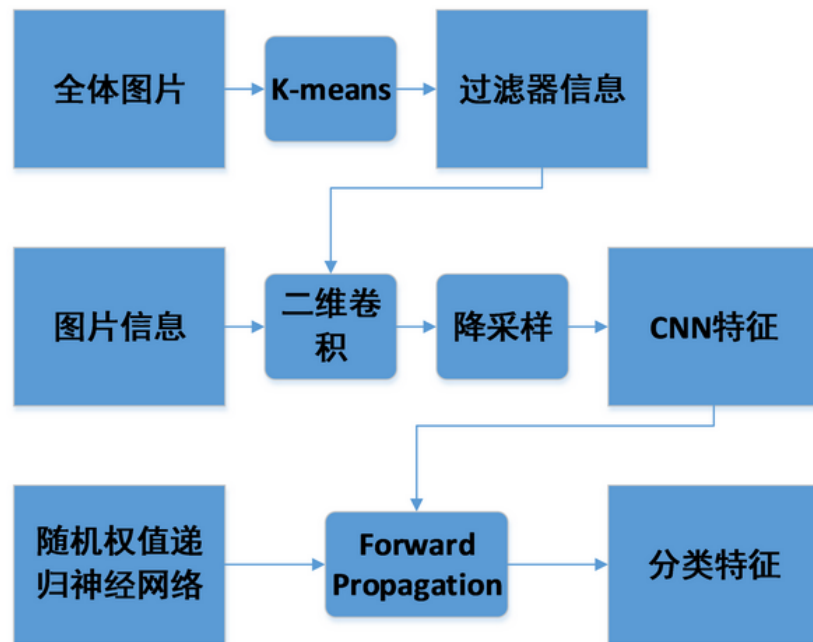 全体图片
K-means
过滤器信息
图片信息
二维卷
积
降采样
CNN特征
随机权值递
归神经网络
Forward
Propagation
分类特征